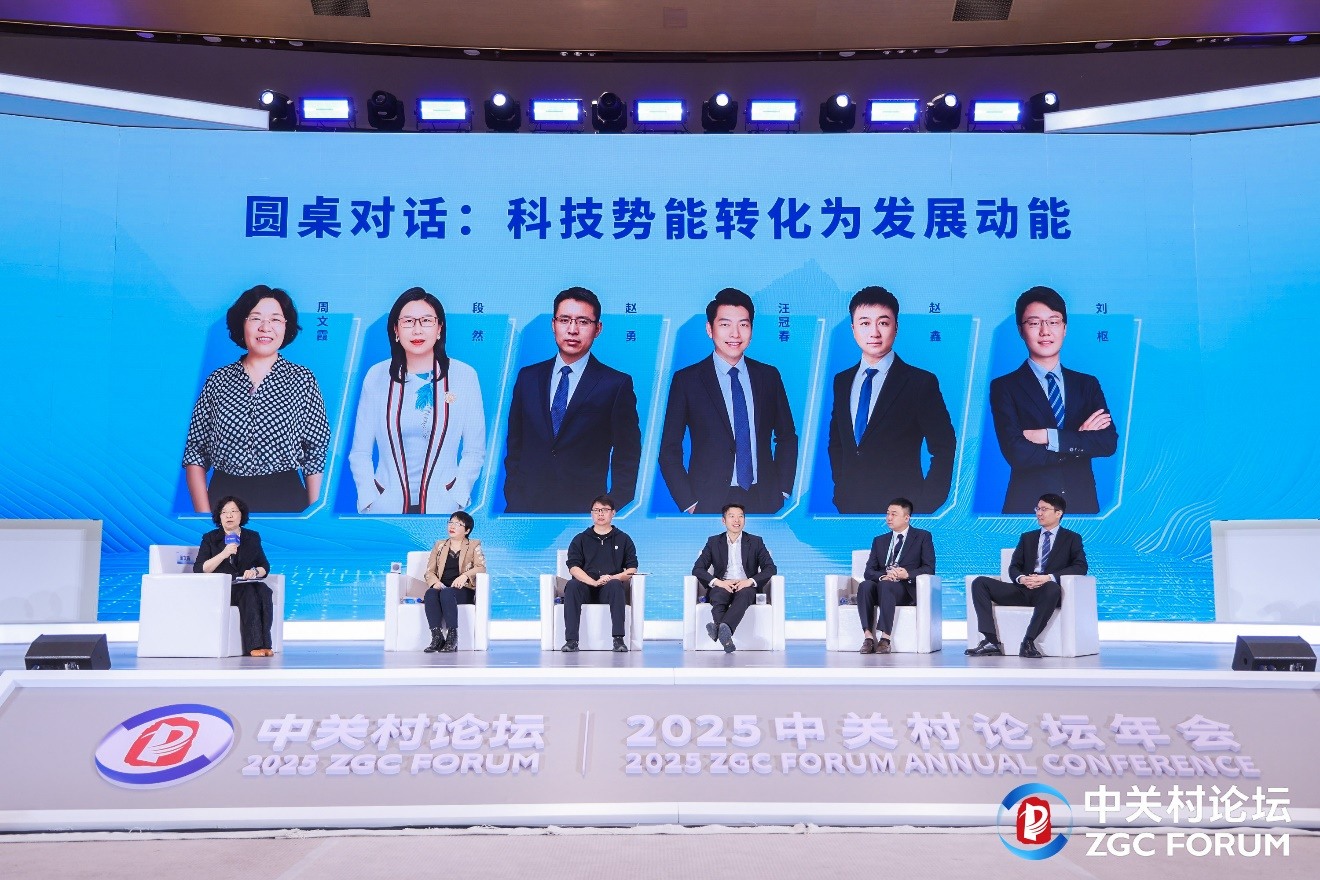 圆桌对话：科技势能转化为发展动能
周文霞
段然
赵勇
汪冠春
赵鑫
刘枢
中关村论坛
2025 ZGC FORUM
2025中关村论坛年会
2025 ZGC FORUM ANNUAL CONFERENCE
中关村论坛
ZGC FORUM